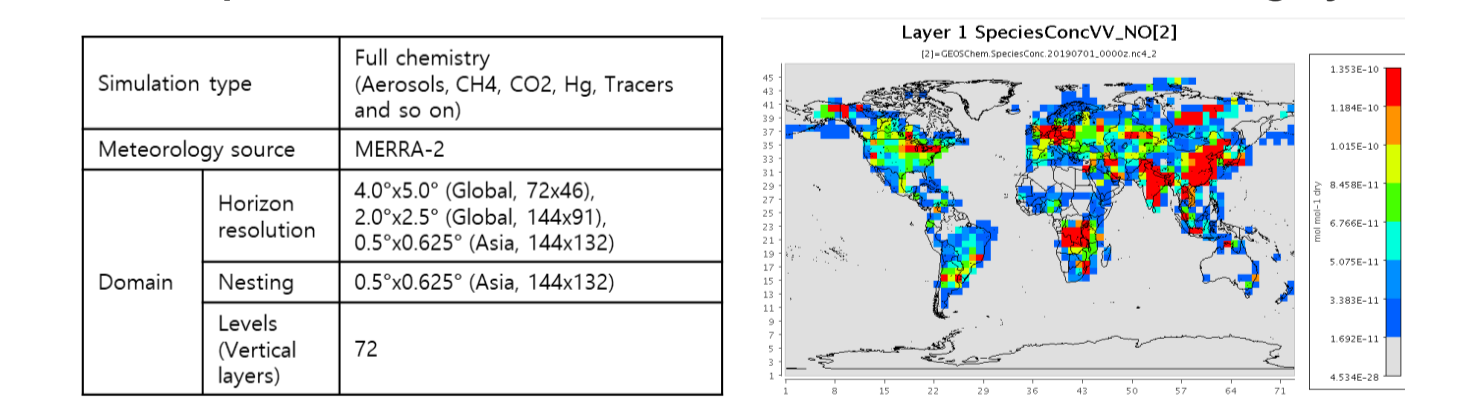 Simulation type
Full chemistry
(Aerosols, CH4, CO2, Hg, Tracers
and so on)
Meteorology source
MERRA-2
Domain
Horizon
resolution
4.0°x5.0° (Global, 72x46),
2.0°x2.5° (Global, 144x91),
0.5°x0.625° (Asia, 144x132)
Nesting
0.5°x0.625° (Asia, 144x132)
Levels
(Vertical
layers)
72
Layer 1 SpeciesConcVV_NO[2]
[2]=GEOSChem.SpeciesConc.20190701_0000z.nc4_2
45
43
41
39
37
35
33
31
29
27
25
23
21
19
17
15
13
11
9
7
5
3
1
1 8 15 22 29 36 43 50 57 64 71
1.353E-10
1.184E-10
1.015E-10
8.458E-11
6.766E-11
5.075E-11
3.383E-11
1.692E-11
4.534E-28
mol mol-1 dry